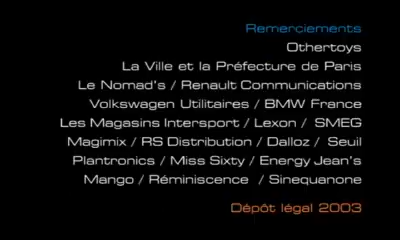 Remerciements
Othertoys
La Ville et la Préfecture de Paris
Le Nomad's / Renault Communications
Volkswagen Utilitaires / BMW France
Les Magasins Intersport / Lexon / SMEG
Magimix / RS Distribution / Dalloz / Seuil
Plantronics / Miss Sixty / Energy Jean's
Mango / Réminiscence / Sinequanone
Dépôt légal 2003